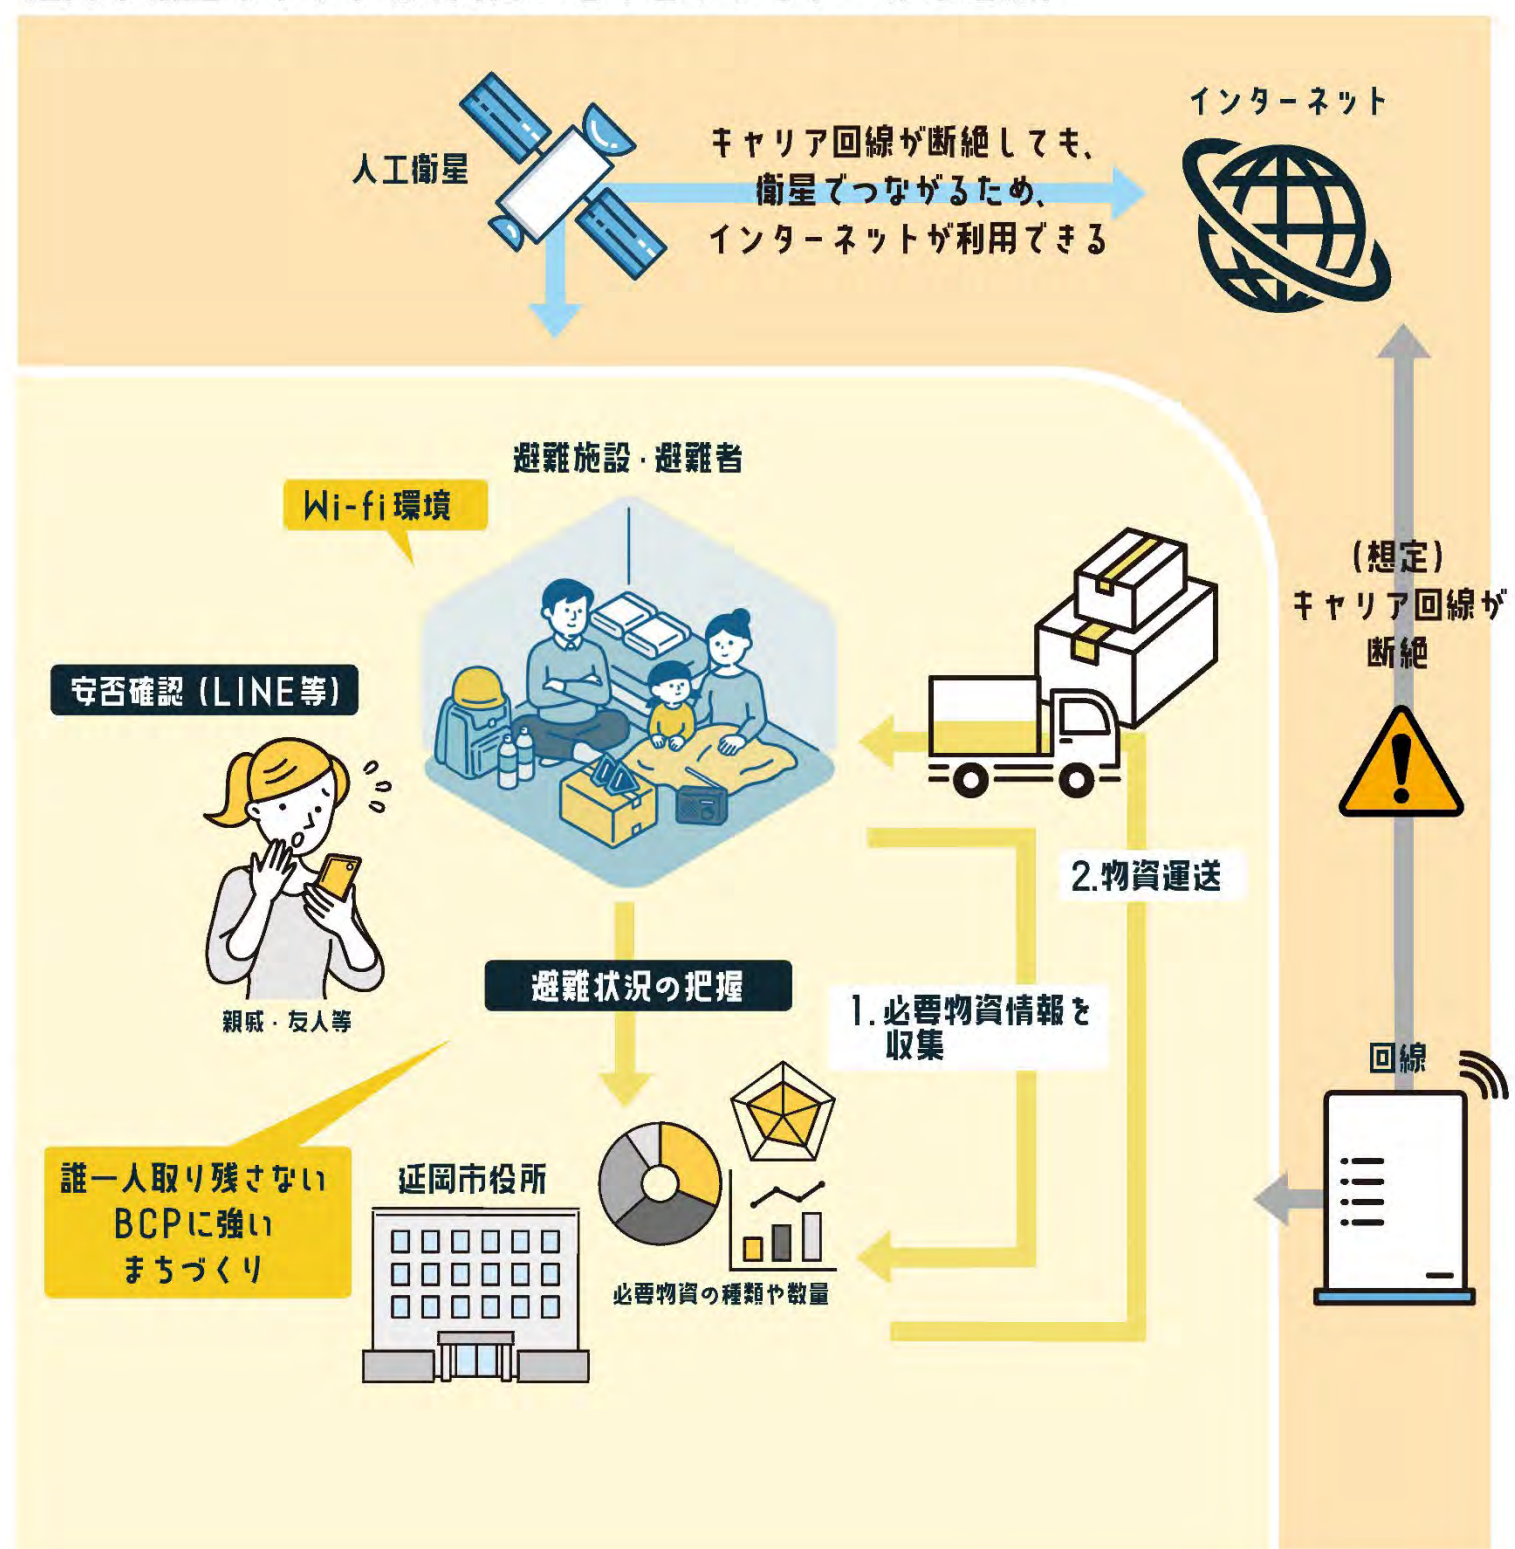 人工衛星
キャリア回線が断絶しても、
衛星でつながるため、
インターネットが利用できる
インターネット
避難施設・避難者
Wi-fi環境
(想定)
キャリア回線が
断絶
安否確認(LINE等)
親戚・友人等
2.物資運送
避難状況の把握
1.必要物資情報を
収集
回線
誰一人取り残さない
BCPに強い
まちづくり
延岡市役所
必要物資の種類や数量